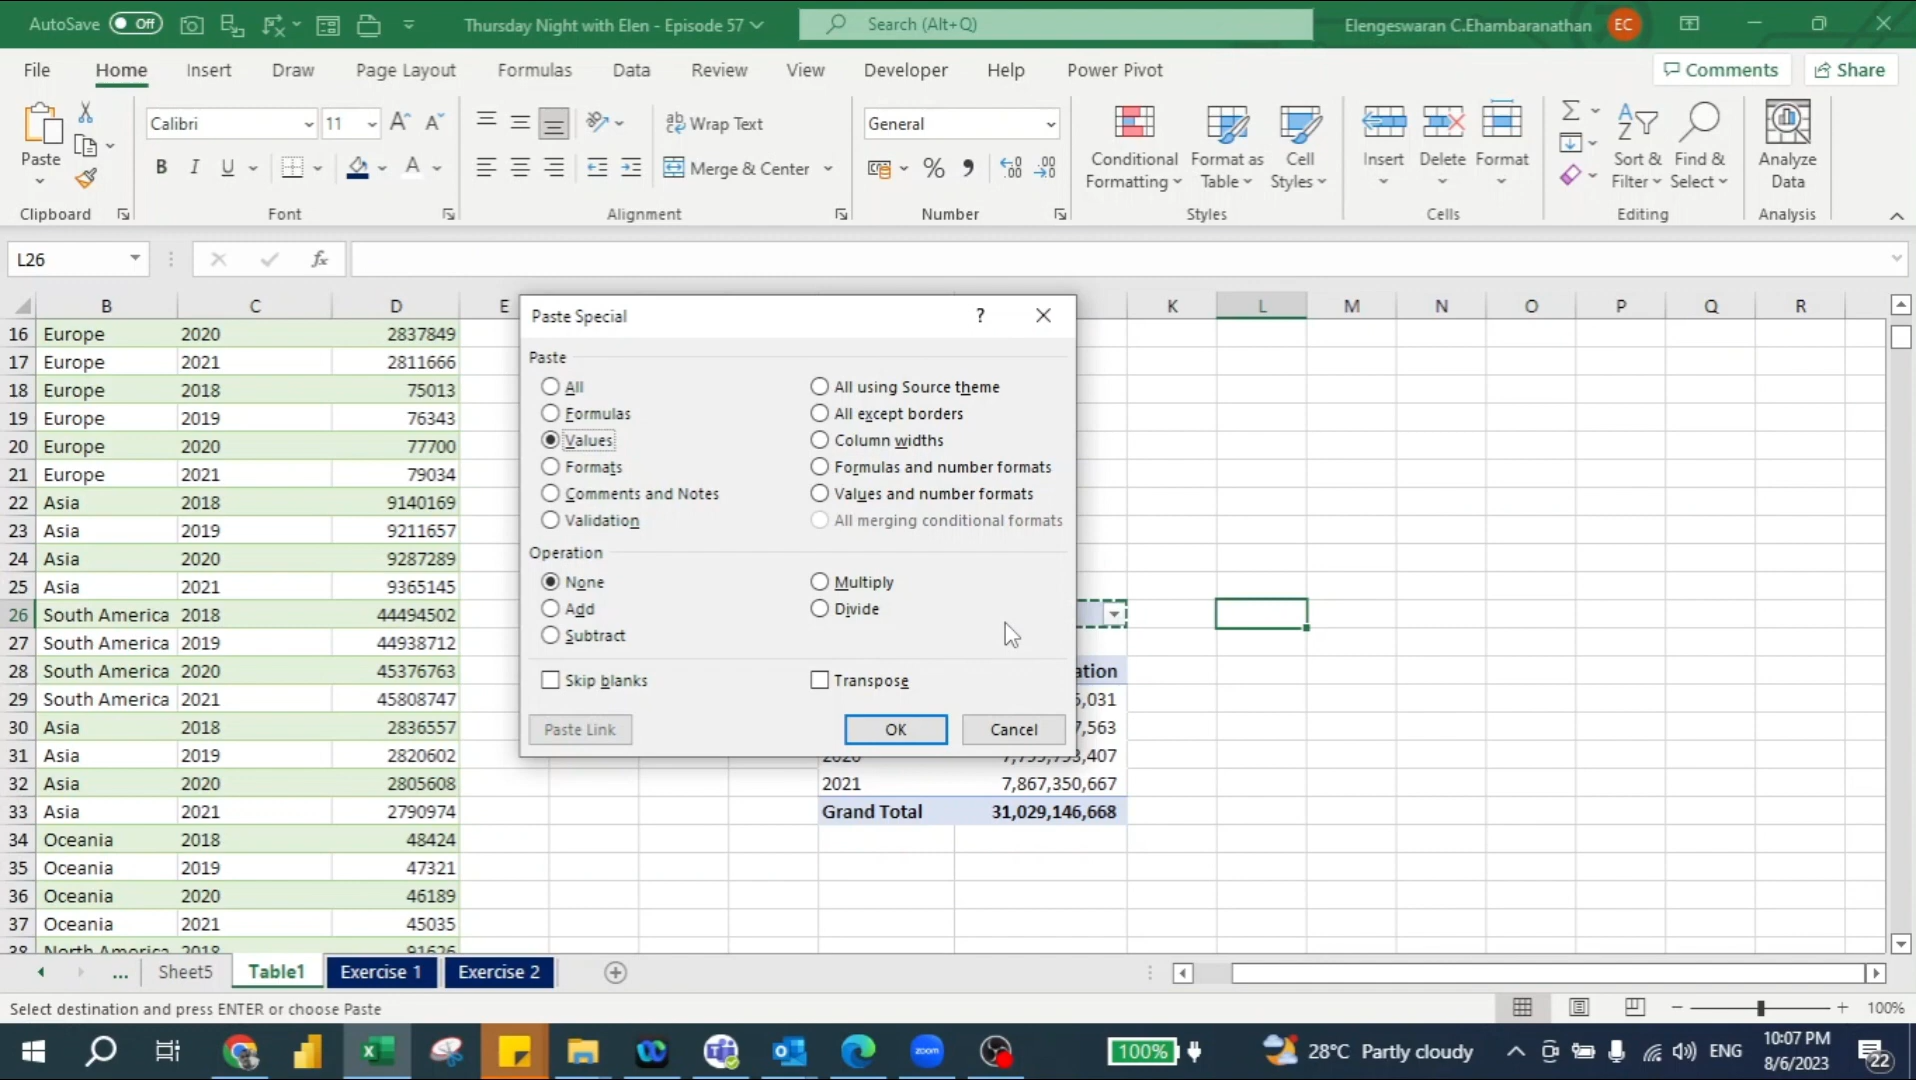 AutoSave Off Thursday Night with Elen - Episode 57 Search (Alt+Q) Elengeswaran C.Ehambaranathan EC
File Home Insert Draw Page Layout Formulas Data Review View Developer Help Power Pivot Comments Share
Calibri 11 Wrap Text General
Paste B I U Merge & Center % Conditional Formatting Format as Table Cell Styles Insert Delete Format Sort & Filter Find & Select Analyze Data
Clipboard Font Alignment Number Styles Cells Editing Analysis
L26 fx
B C D E K L M N O P Q R
Paste Special ?
Paste
All All using Source theme
Formulas All except borders
Values Column widths
Formats Formulas and number formats
Comments and Notes Values and number formats
Validation All merging conditional formats
Operation
None Multiply
Add Divide
Subtract
Skip blanks Transpose
Paste Link OK Cancel
16 Europe 2020 2837849
17 Europe 2021 2811666
18 Europe 2018 75013
19 Europe 2019 76343
20 Europe 2020 77700
21 Europe 2021 79034
22 Asia 2018 9140169
23 Asia 2019 9211657
24 Asia 2020 9287289
25 Asia 2021 9365145
26 South America 2018 44494502
27 South America 2019 44938712
28 South America 2020 45376763 ation
29 South America 2021 45808747 5,031
30 Asia 2018 2836557 7,563
31 Asia 2019 2820602 2020 ,407
32 Asia 2020 2805608 2021 7,867,350,667
33 Asia 2021 2790974 Grand Total 31,029,146,668
34 Oceania 2018 48424
35 Oceania 2019 47321
36 Oceania 2020 46189
37 Oceania 2021 45035
38 North America 2018 91626
... Sheet5 Table1 Exercise 1 Exercise 2
Select destination and press ENTER or choose Paste 100%
zoom 100% 28°C Partly cloudy ENG 10:07 PM
8/6/2023 22